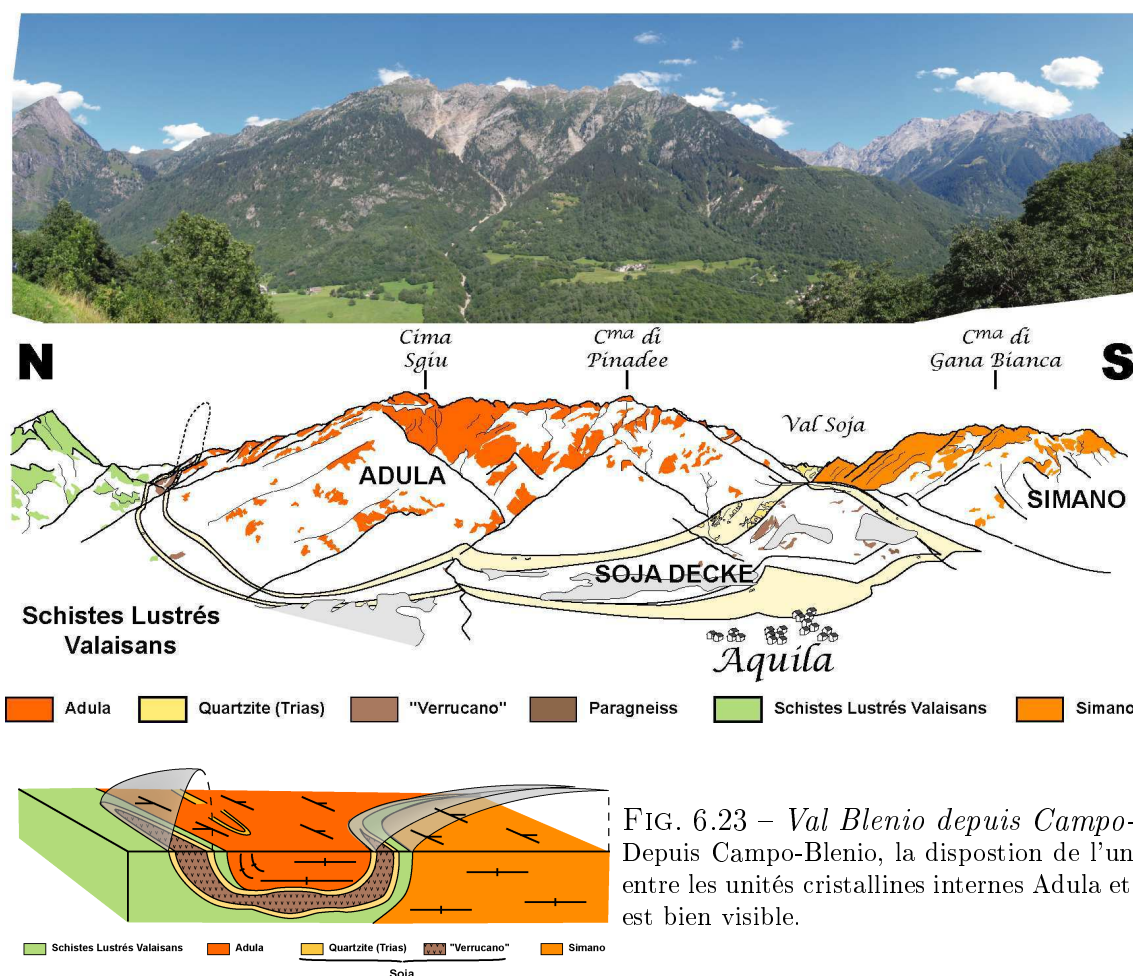 N
Cima
Sgiu
Cma di
Pinadee
Cma di
Gana Bianca
S
Val Soja
ADULA
SIMANO
SOJA DECKE
Schistes Lustrés
Valaisans
Aquila
Adula
Quartzite (Trias)
"Verrucano"
Paragneiss
Schistes Lustrés Valaisans
Simano
FIG. 6.23 – Val Blenio depuis Campo-
Depuis Campo-Blenio, la dispostion de l'un
entre les unités cristallines internes Adula et
est bien visible.
Schistes Lustrés Valaisans
Adula
Quartzite (Trias)
"Verrucano"
Simano
Soja